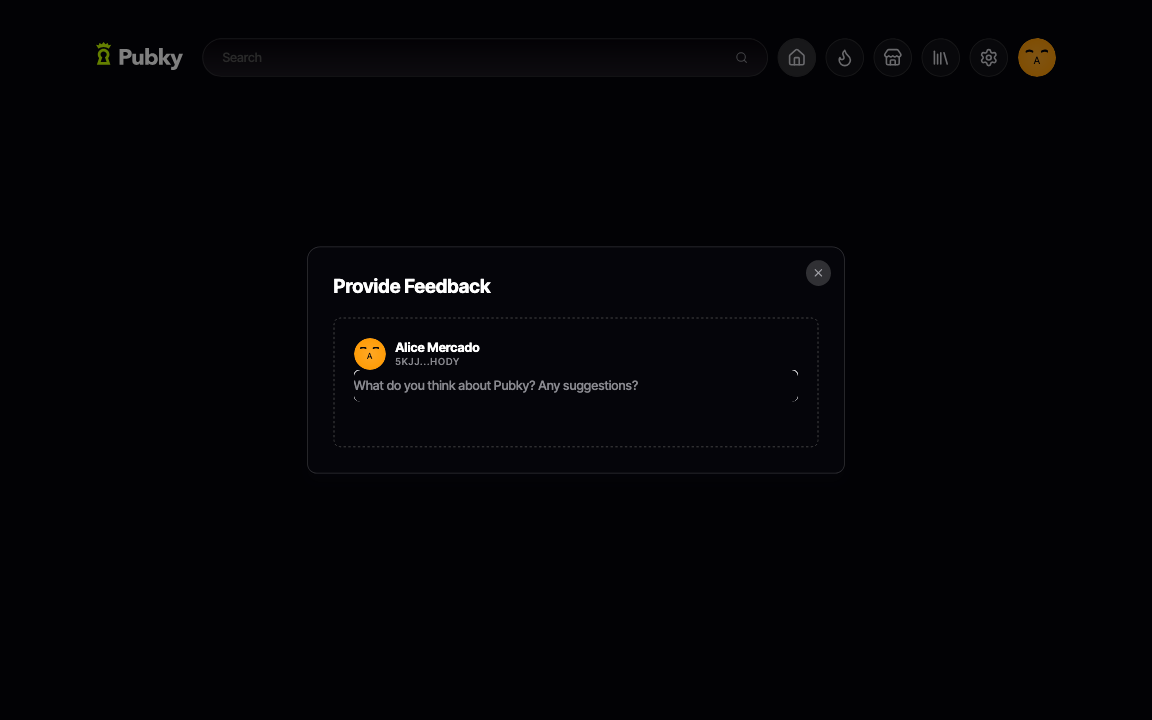 Pubky
Search
Provide Feedback
Alice Mercado
5KJJ...HODY
What do you think about Pubky? Any suggestions?